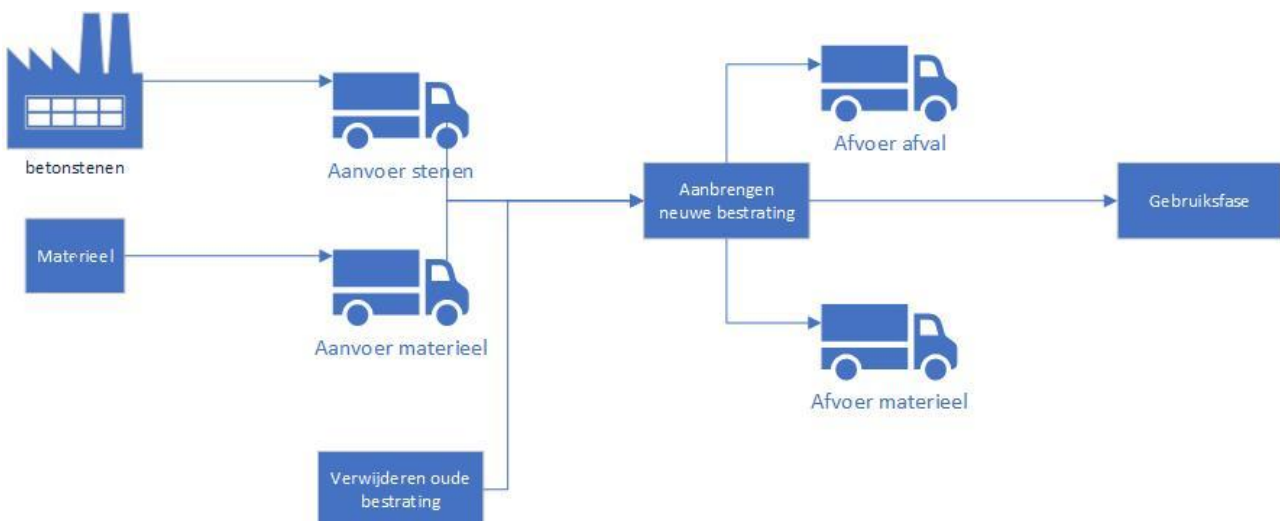 betonstenen
Aanvoer stenen
Materieel
Aanvoer materieel
Verwijderen oude
bestrating
Aanbrengen
neuwe bestrating
Afvoer afval
Afvoer materieel
Gebruiksfase